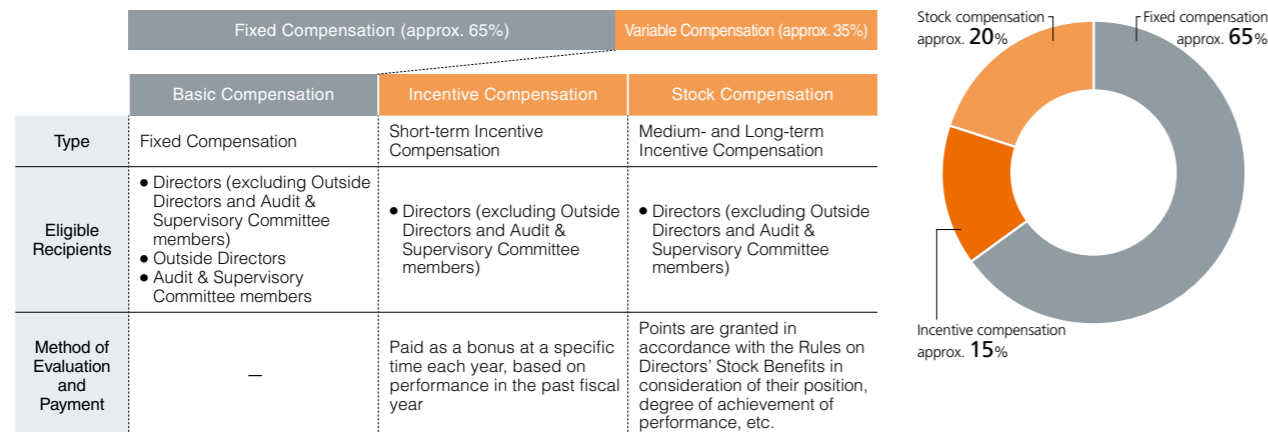 Fixed Compensation (approx. 65%)
Variable Compensation (approx. 35%)
Basic Compensation
Incentive Compensation
Stock Compensation
Type
Fixed Compensation
Short-term Incentive
Compensation
Medium- and Long-term
Incentive Compensation
Eligible
Recipients
● Directors (excluding Outside
Directors and Audit &
Supervisory Committee
members)
● Outside Directors
● Audit & Supervisory
Committee members
● Directors (excluding Outside
Directors and Audit &
Supervisory Committee
members)
● Directors (excluding Outside
Directors and Audit &
Supervisory Committee
members)
Method of
Evaluation
and
Payment
—
Paid as a bonus at a specific
time each year, based on
performance in the past fiscal
year
Points are granted in
accordance with the Rules on
Directors’ Stock Benefits in
consideration of their position,
degree of achievement of
performance, etc.
Stock compensation
approx. 20%
Fixed compensation
approx. 65%
Incentive compensation
approx. 15%